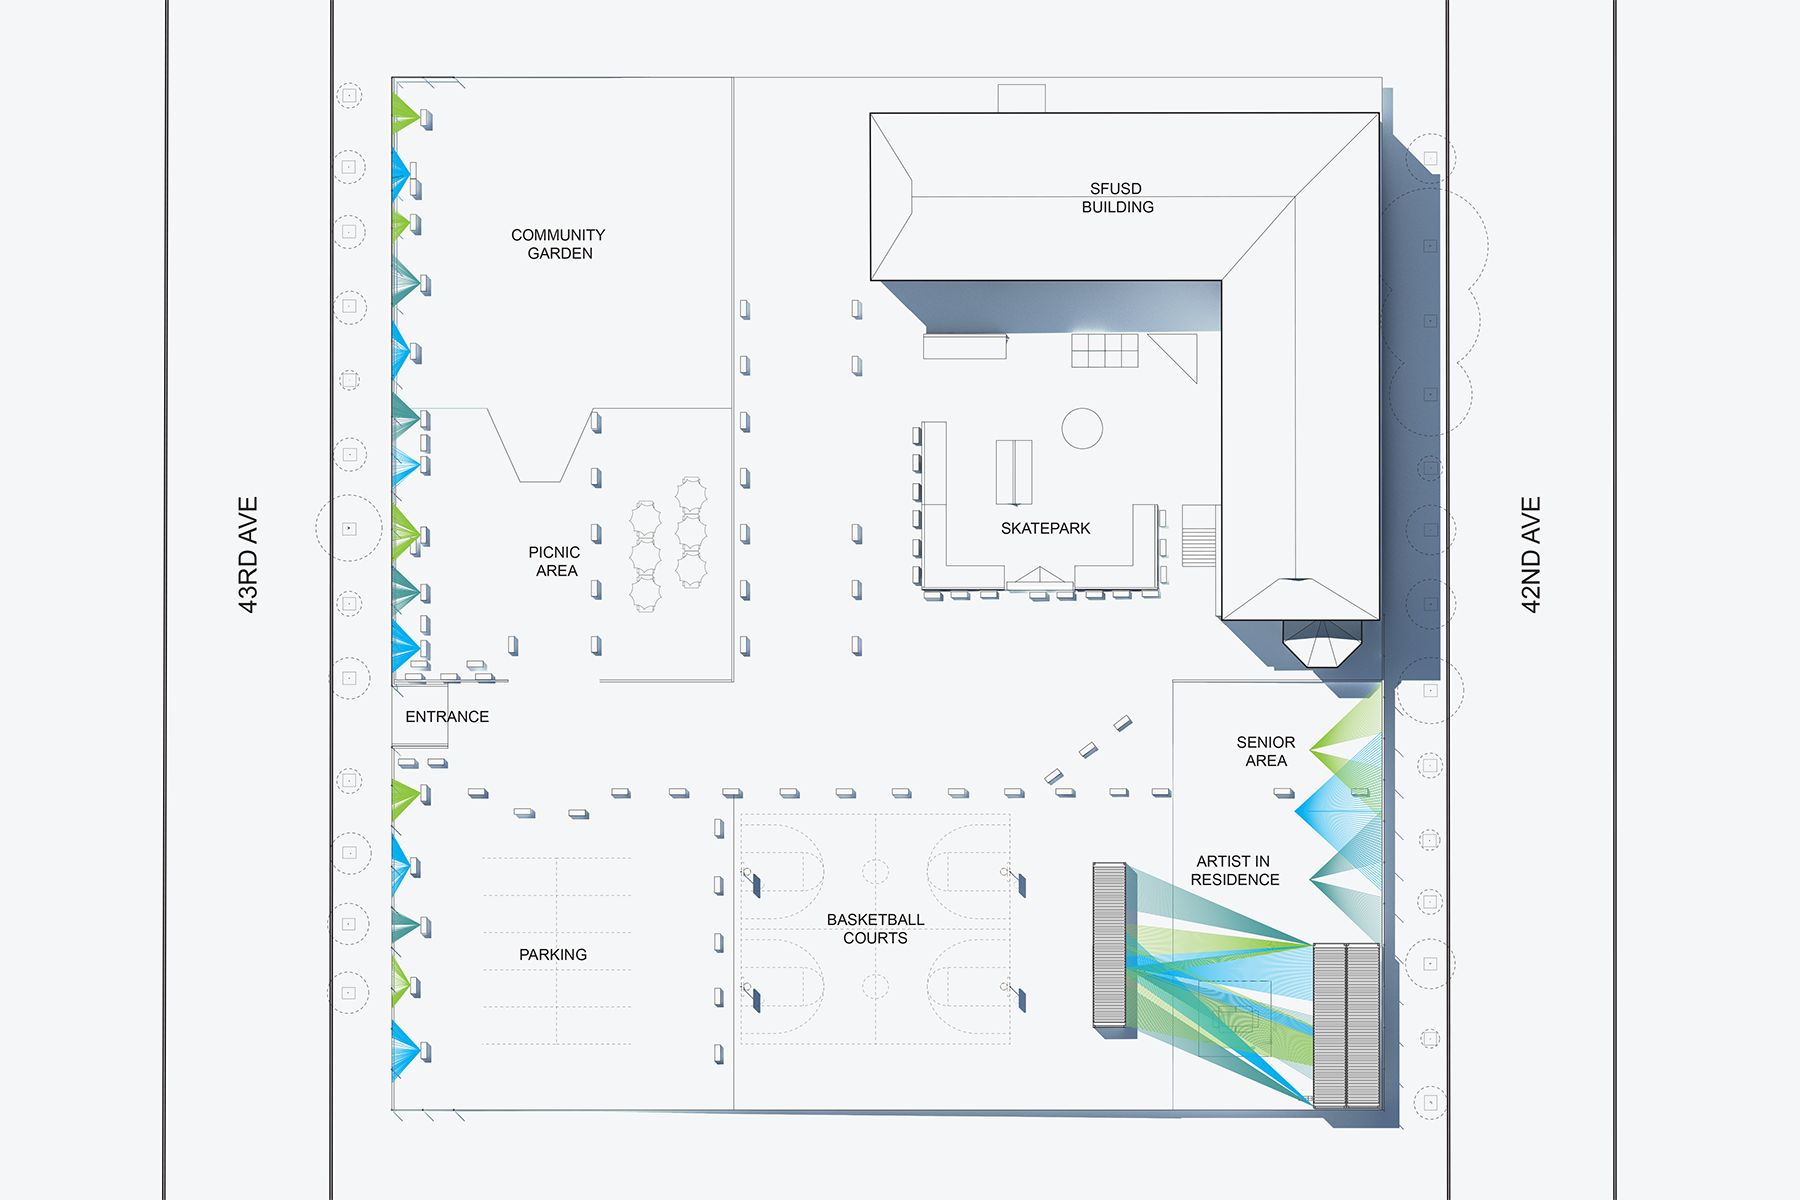 SFUSD
BUILDING
COMMUNITY
GARDEN
43RD AVE
42ND AVE
SKATEPARK
PICNIC
AREA
ENTRANCE
SENIOR
AREA
ARTIST IN
RESIDENCE
BASKETBALL
COURTS
PARKING